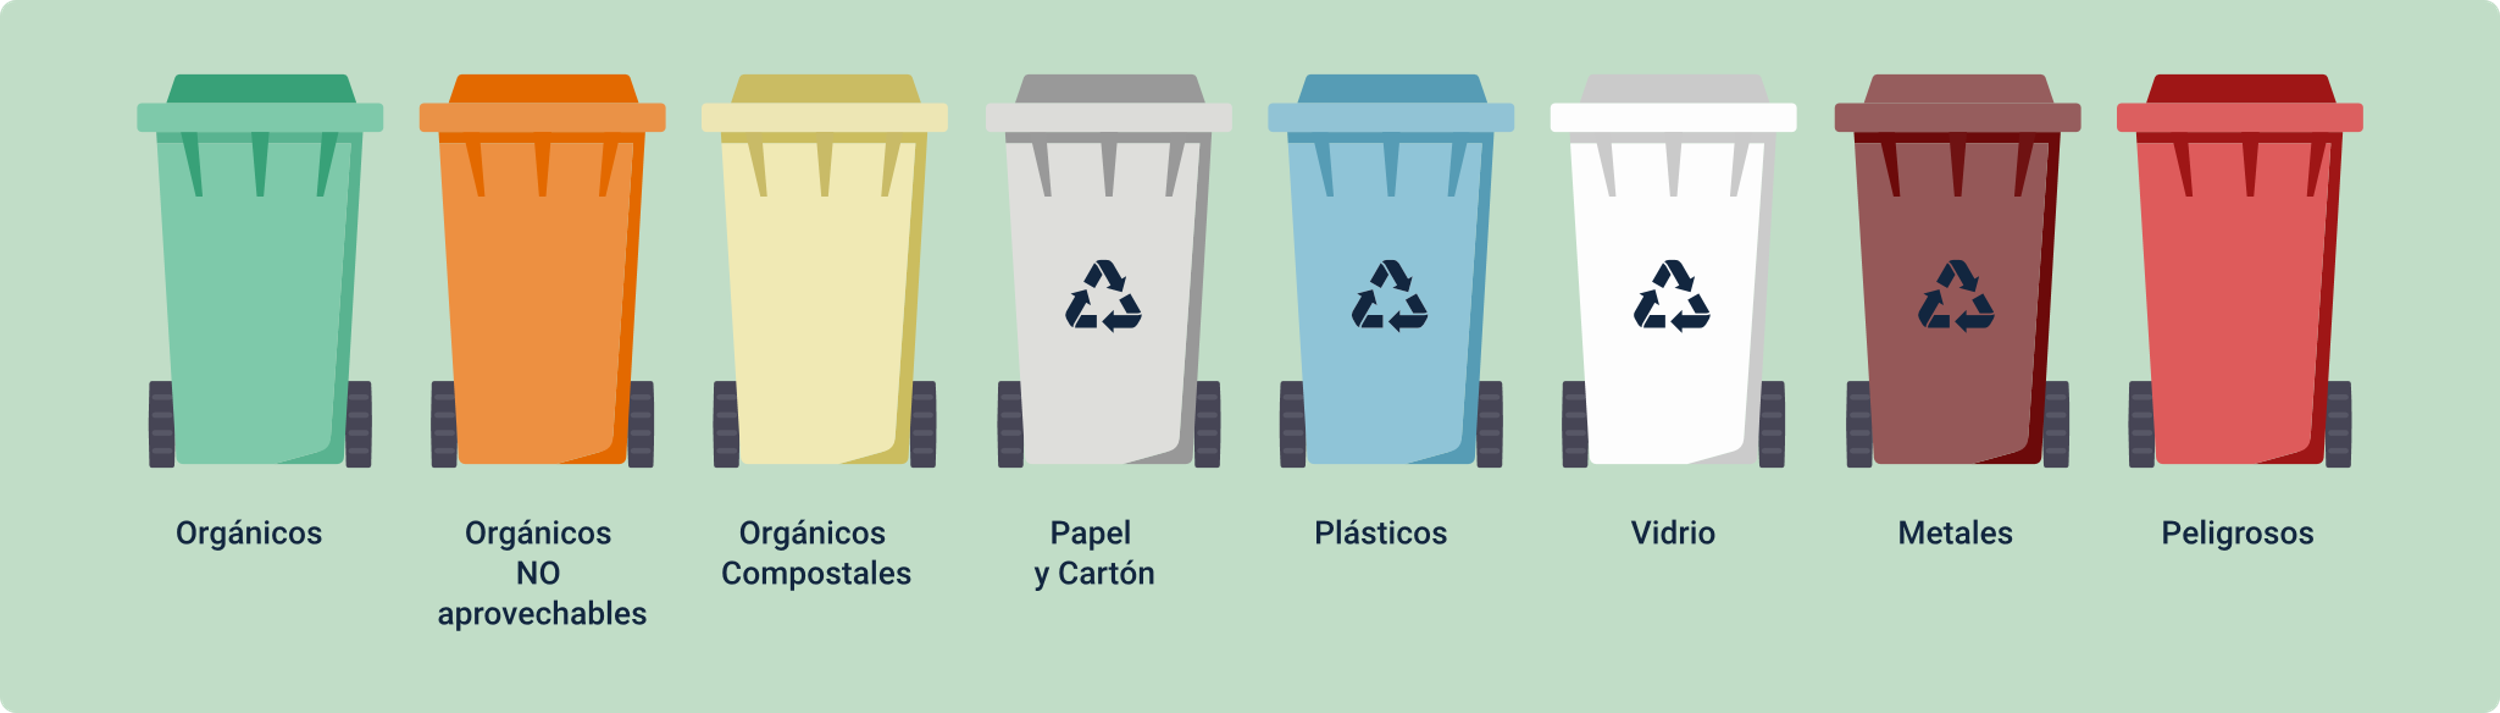 Orgánicos
Orgánicos
NO
aprovechables
Orgánicos
Compostales
Papel
y Cartón
Plásticos
Vidrio
Metales
Peligrosos